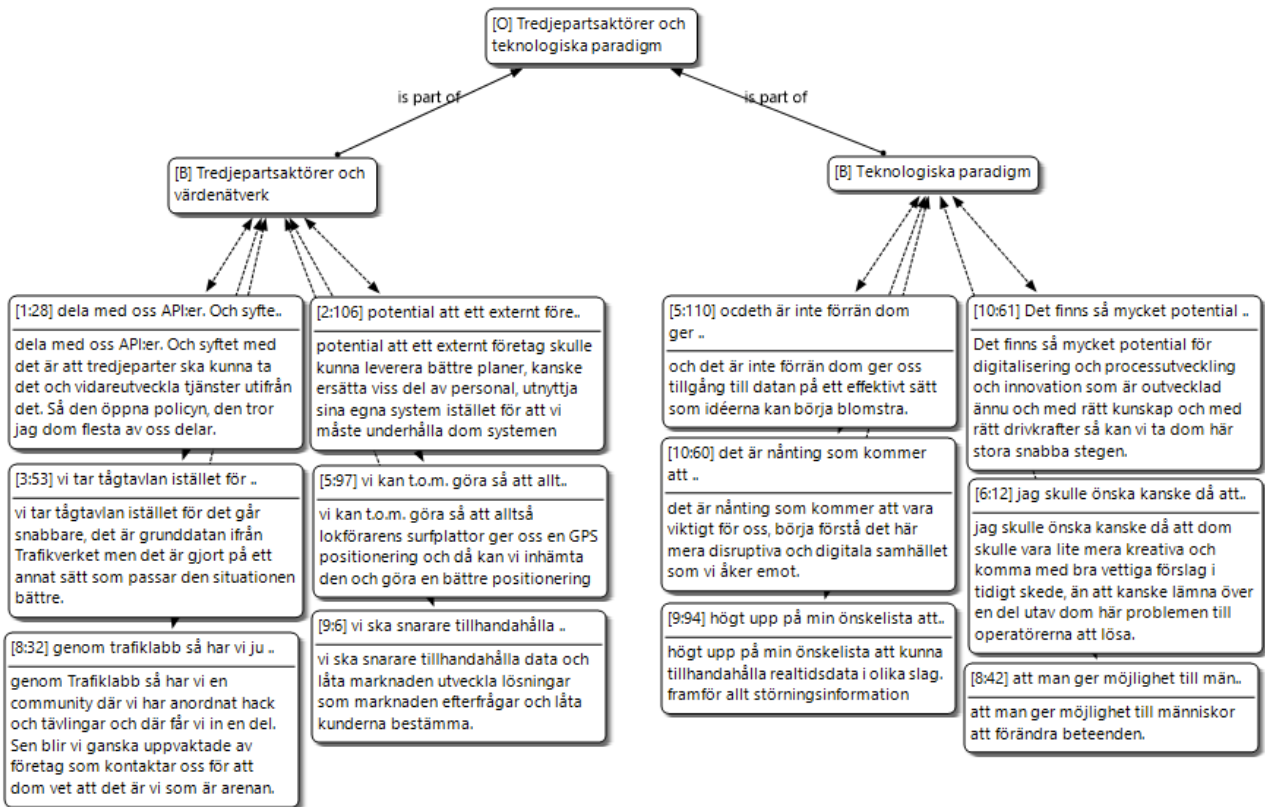 [O] Tredjepartsaktörer och
teknologiska paradigm
is part of
is part of
[B] Tredjepartsaktörer och
värdenätverk
[B] Teknologiska paradigm
[1:28] dela med oss API:er. Och syfte..
dela med oss API:er. Och syftet med
det är att tredjeparter ska kunna ta
det och vidareutveckla tjänster utifrån
det. Så den öppna policyn, den tror
jag dom flesta av oss delar.
[3:53] vi tar tågtavlan istället för ..
vi tar tågtavlan istället för det går
snabbare, det är grunddatan ifrån
Trafikverket men det är gjort på ett
annat sätt som passar den situationen
bättre.
[8:32] genom trafiklabb så har vi ju ..
genom Trafiklabb så har vi en
community där vi har anordnat hack
och tävlingar och där får vi in en del.
Sen blir vi ganska uppvaktade av
företag som kontaktar oss för att
dom vet att det är vi som är arenan.
[2:106] potential att ett externt före..
potential att ett externt företag skulle
kunna leverera bättre planer, kanske
ersätta viss del av personal, utnyttja
sina egna system istället för att vi
måste underhålla dom systemen
[5:97] vi kan t.o.m. göra så att allt..
vi kan t.o.m. göra så att alltså
lokförarens surfplattor ger oss en GPS
positionering och då kan vi inhämta
den och göra en bättre positionering
[9:6] vi ska snarare tillhandahålla ..
vi ska snarare tillhandahålla data och
låta marknaden utveckla lösningar
som marknaden efterfrågar och låta
kunderna bestämma.
[5:110] ocdeth är inte förrän dom
ger ..
och det är inte förrän dom ger oss
tillgång till datan på ett effektivt sätt
som idéerna kan börja blomstra.
[10:60] det är nånting som kommer
att ..
det är nånting som kommer att vara
viktigt för oss, börja förstå det här
mera disruptiva och digitala samhället
som vi åker emot.
[9:94] högt upp på min önskelista att..
högt upp på min önskelista att kunna
tillhandahålla realtidsdata i olika slag.
framför allt störningsinformation
[10:61] Det finns så mycket potential ..
Det finns så mycket potential för
digitalisering och processutveckling
och innovation som är outvecklad
ännu och med rätt kunskap och med
rätt drivkrafter så kan vi ta dom här
stora snabba stegen.
[6:12] jag skulle önska kanske då att..
jag skulle önska kanske då att dom
skulle vara lite mera kreativa och
komma med bra vettiga förslag i
tidigt skede, än att kanske lämna över
en del utav dom här problemen till
operatörerna att lösa.
[8:42] att man ger möjlighet till män..
att man ger möjlighet till människor
att förändra beteenden.